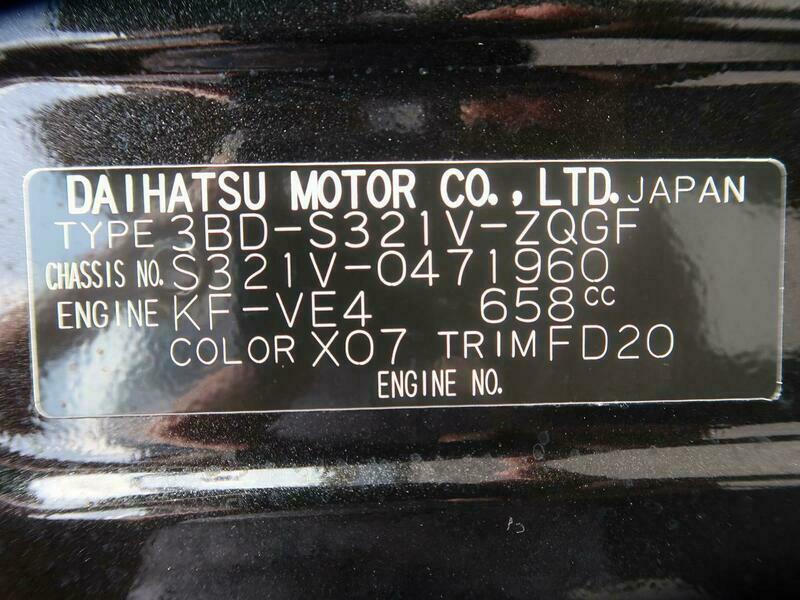 DAIHATSU MOTOR CO., LTD. JAPAN
TYPE 3BD-S321V-ZQGF
CHASSIS NO. S321V-0471960
ENGINE KF-VE4 658cc
COLOR X07 TRIM FD20
ENGINE NO.